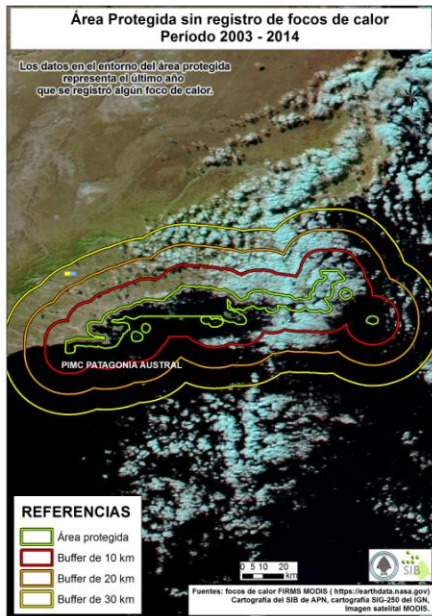 Área Protegida sin registro de focos de calor
Período 2003 - 2014
Los datos en el entorno del área protegida
representa el último año
que se registró algún foco de calor.
PIMC PATAGONIA AUSTRAL
REFERENCIAS
Área protegida
Buffer de 10 km
Buffer de 20 km
Buffer de 30 km
0 5 10 20
km
SIB
Fuentes: focos de calor FIRMS MODIS ( https://earthdata.nasa.gov)
Cartografía del SIB de APN, cartografía SIG-250 del IGN,
Imagen satelital MODIS.